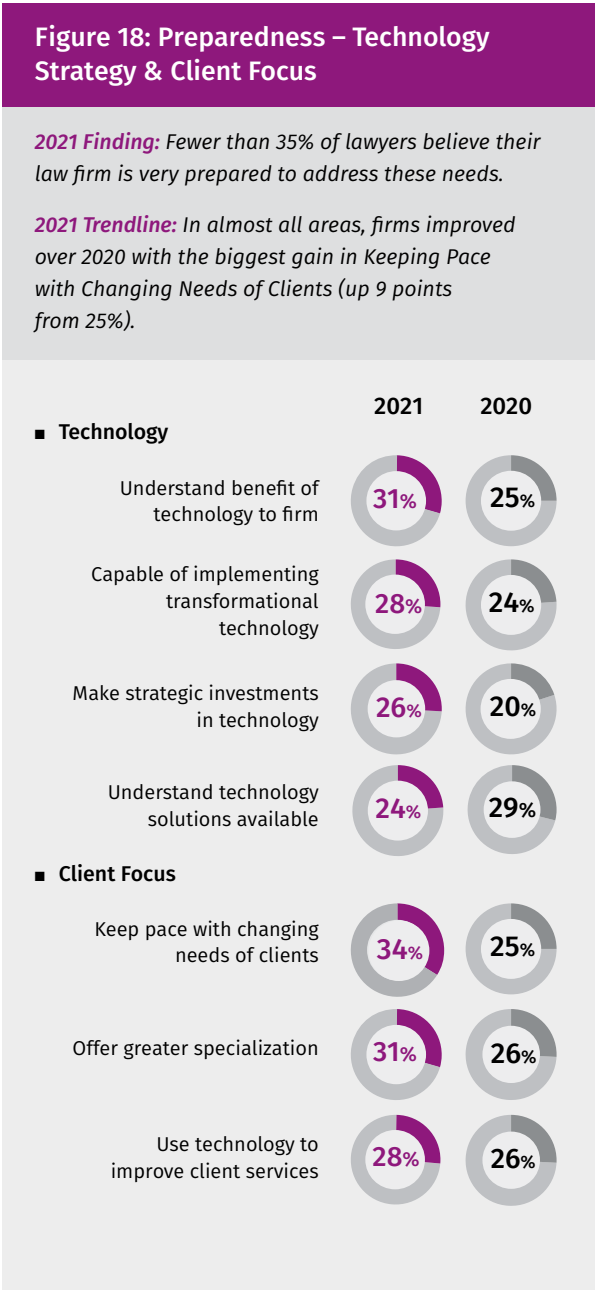 Figure 18: Preparedness – Technology
Strategy & Client Focus
2021 Finding: Fewer than 35% of lawyers believe their
law firm is very prepared to address these needs.
2021 Trendline: In almost all areas, firms improved
over 2020 with the biggest gain in Keeping Pace
with Changing Needs of Clients (up 9 points
from 25%).
2021 2020
■ Technology
Understand benefit of
technology to firm
31% 25%
Capable of implementing
transformational
technology
28% 24%
Make strategic investments
in technology
26% 20%
Understand technology
solutions available
24% 29%
■ Client Focus
Keep pace with changing
needs of clients
34% 25%
Offer greater specialization
31% 26%
Use technology to
improve client services
28% 26%